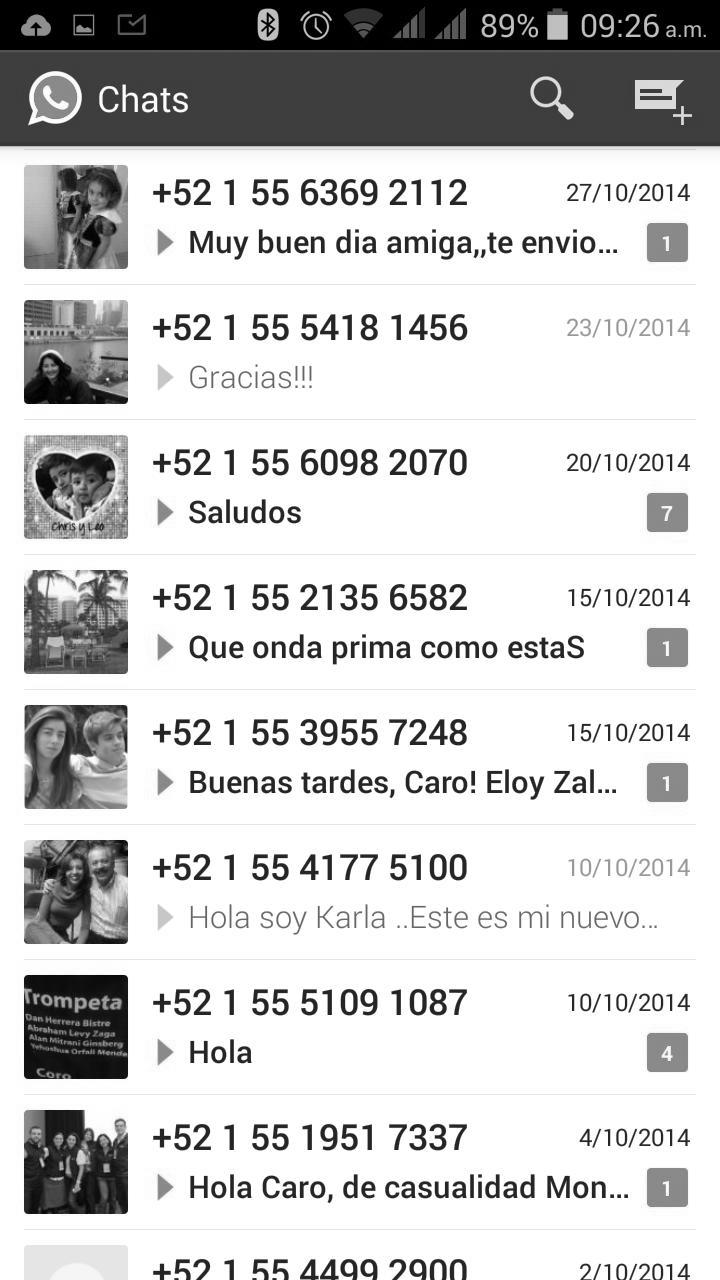 89% 09:26 a.m.
Chats
+52 1 55 6369 2112 27/10/2014
Muy buen dia amiga,,te envio... 1
+52 1 55 5418 1456 23/10/2014
Gracias!!!
+52 1 55 6098 2070 20/10/2014
Chris y Leo
Saludos 7
+52 1 55 2135 6582 15/10/2014
Que onda prima como estaS 1
+52 1 55 3955 7248 15/10/2014
Buenas tardes, Caro! Eloy Zal... 1
+52 1 55 4177 5100 10/10/2014
Hola soy Karla ..Este es mi nuevo...
+52 1 55 5109 1087 10/10/2014
Hola 4
Trompeta
Dan Herrera Bistre
Abraham Levy Zaga
Alan Mitrani Ginsberg
Yehoshua Orfali Mende
Coro
+52 1 55 1951 7337 4/10/2014
Hola Caro, de casualidad Mon... 1
+52 1 55 4499 2900 2/10/2014